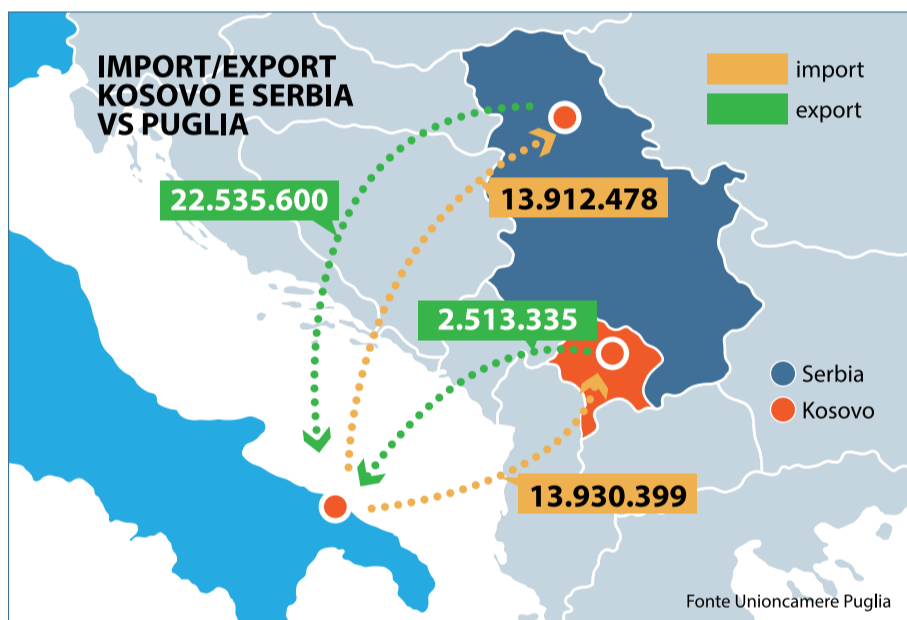 IMPORT/EXPORT
KOSOVO E SERBIA
VS PUGLIA
import
export
22.535.600
13.912.478
2.513.335
Serbia
Kosovo
13.930.399
Fonte Unioncamere Puglia